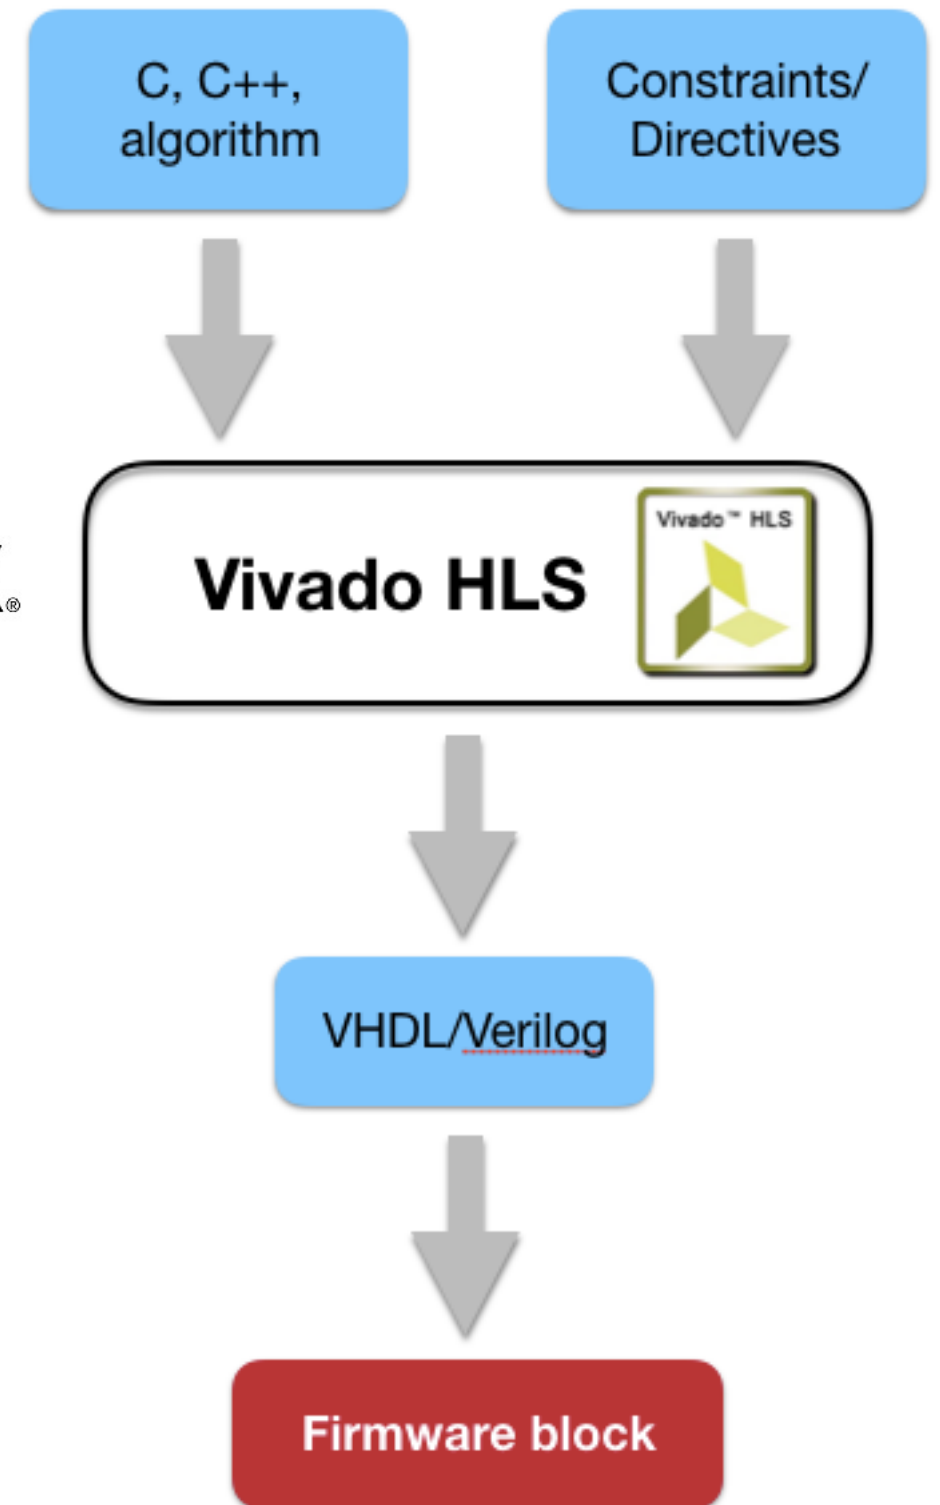 C, C++,
algorithm
Constraints/
Directives
®
Vivado HLS
Vivado™ HLS
VHDL/Verilog
Firmware block